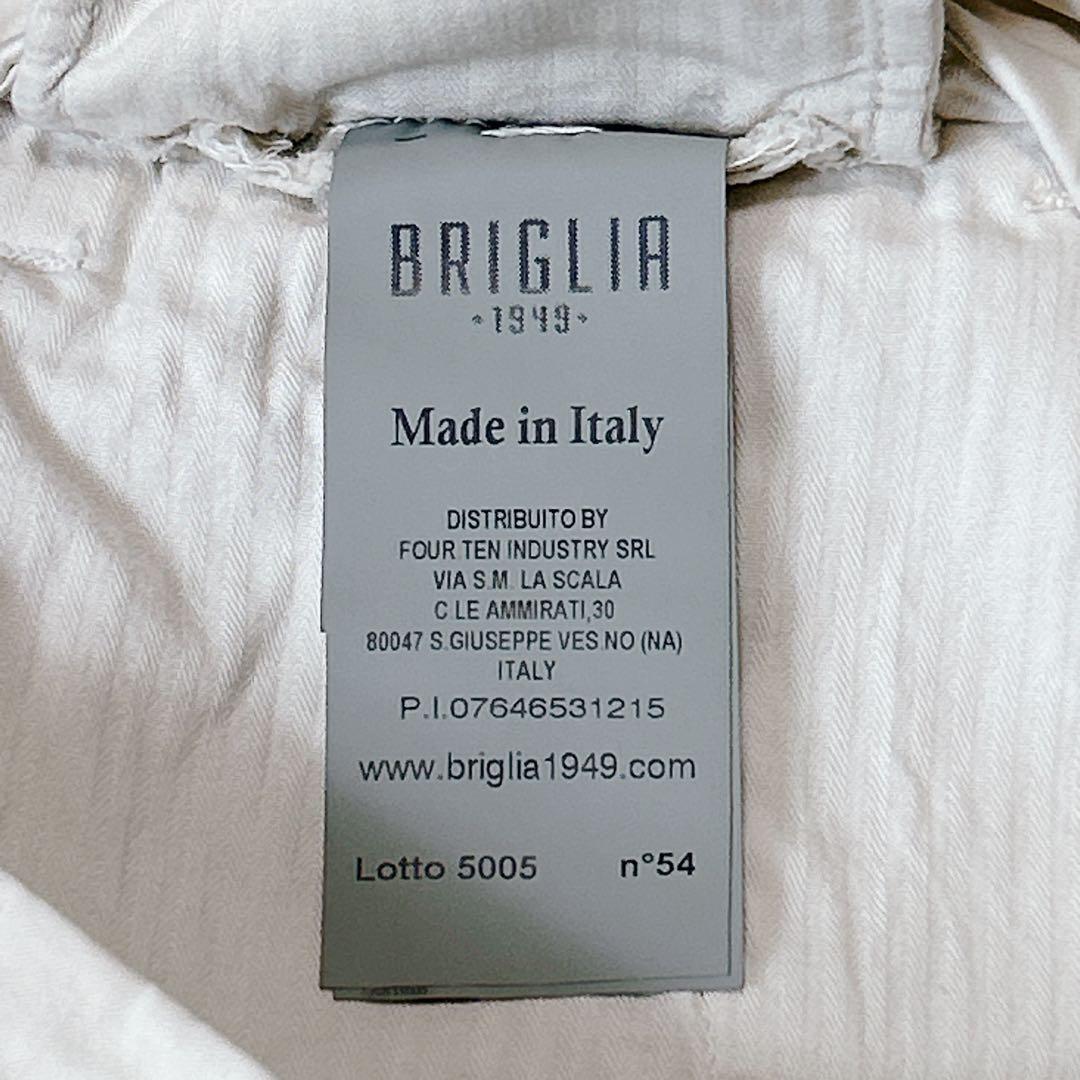 BRIGLIA
1949
Made in Italy
DISTRIBUITO BY
FOUR TEN INDUSTRY SRL
VIA S.M. LA SCALA
C LE AMMIRATI,30
80047 S.GIUSEPPE VES.NO (NA)
ITALY
P.I.07646531215
www.briglia1949.com
Lotto 5005 n°54